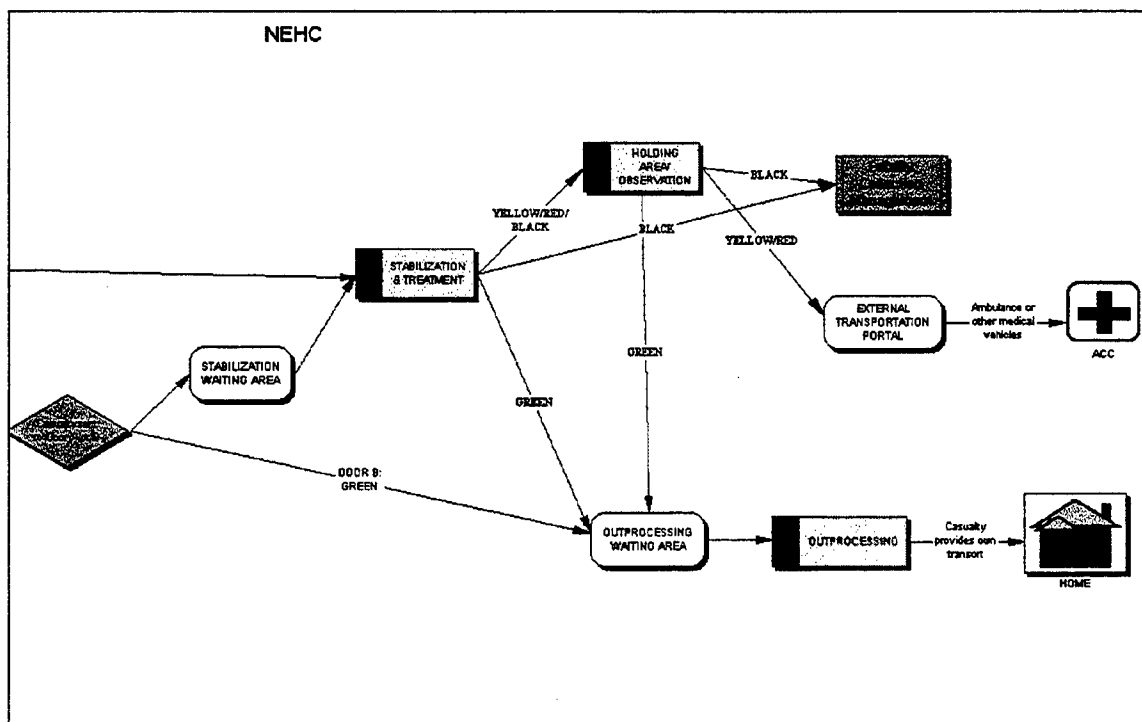 NEHC
HOLDING
AREA/
OBSERVATION
BLACK
YELLOW/RED/
BLACK
BLACK
YELLOW/RED
STABILIZATION
& TREATMENT
EXTERNAL
TRANSPORTATION
PORTAL
Ambulance or
other medical
vehicles
ACC
GREEN
STABILIZATION
WAITING AREA
GREEN
DOOR B:
GREEN
OUTPROCESSING
WAITING AREA
OUTPROCESSING
Casualty
provides own
transport
HOME